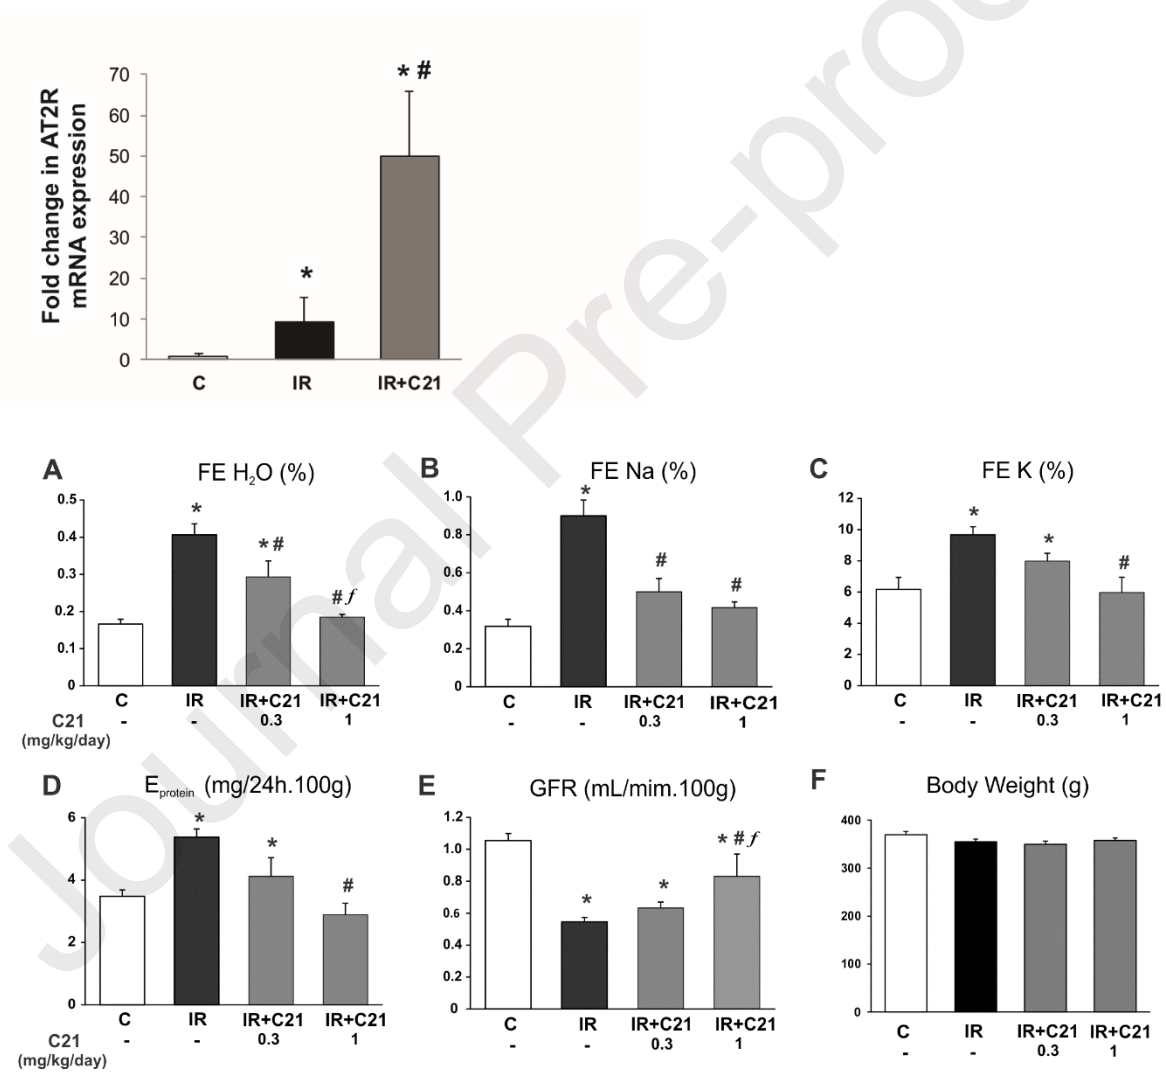 Journal Pre-proo
Fold change in AT2R
mRNA expression
70
60
50
40
30
20
10
0
*
* #
C IR IR+C21
A FE H₂O (%)
0.5
0.4
0.3
0.2
0.1
0
*
* #
# f
C IR IR+C21 IR+C21
C21 - - 0.3 1
(mg/kg/day)
B FE Na (%)
1.0
0.8
0.6
0.4
0.2
0
*
#
#
C IR IR+C21 IR+C21
- - 0.3 1
C FE K (%)
12
10
8
6
4
2
0
*
*
#
C IR IR+C21 IR+C21
- - 0.3 1
D E protein (mg/24h.100g)
6
4
2
0
*
*
#
C IR IR+C21 IR+C21
C21 - - 0.3 1
(mg/kg/day)
E GFR (mL/mim.100g)
1.2
1.0
0.8
0.6
0.4
0.2
0
*
*
* # f
C IR IR+C21 IR+C21
- - 0.3 1
F Body Weight (g)
400
300
200
100
0
C IR IR+C21 IR+C21
- - 0.3 1